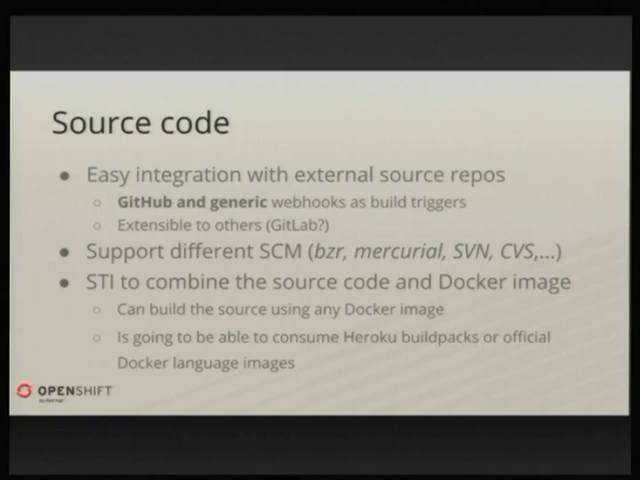 Source code
● Easy integration with external source repos
○ GitHub and generic webhooks as build triggers
○ Extensible to others (GitLab?)
● Support different SCM (bzr, mercurial, SVN, CVS,...)
● STI to combine the source code and Docker image
○ Can build the source using any Docker image
○ Is going to be able to consume Heroku buildpacks or official
Docker language images
OPENSHIFT
by Red Hat